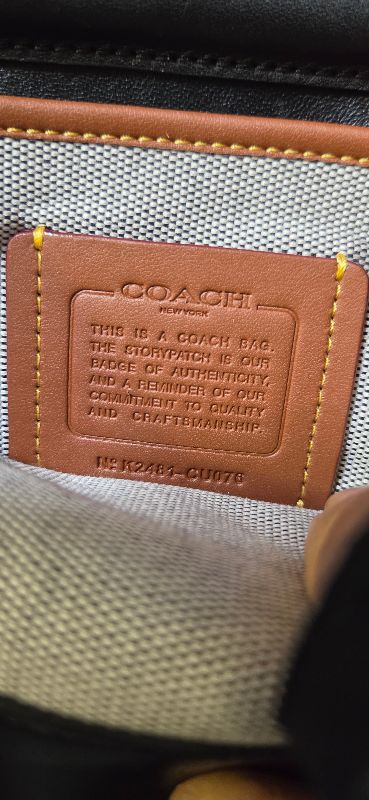 COACH
NEW YORK
THIS IS A COACH BAG.
THE STORYPATCH IS OUR
BADGE OF AUTHENTICITY,
AND A REMINDER OF OUR
COMMITMENT TO QUALITY
AND CRAFTSMANSHIP.
Nº K2481-CU076